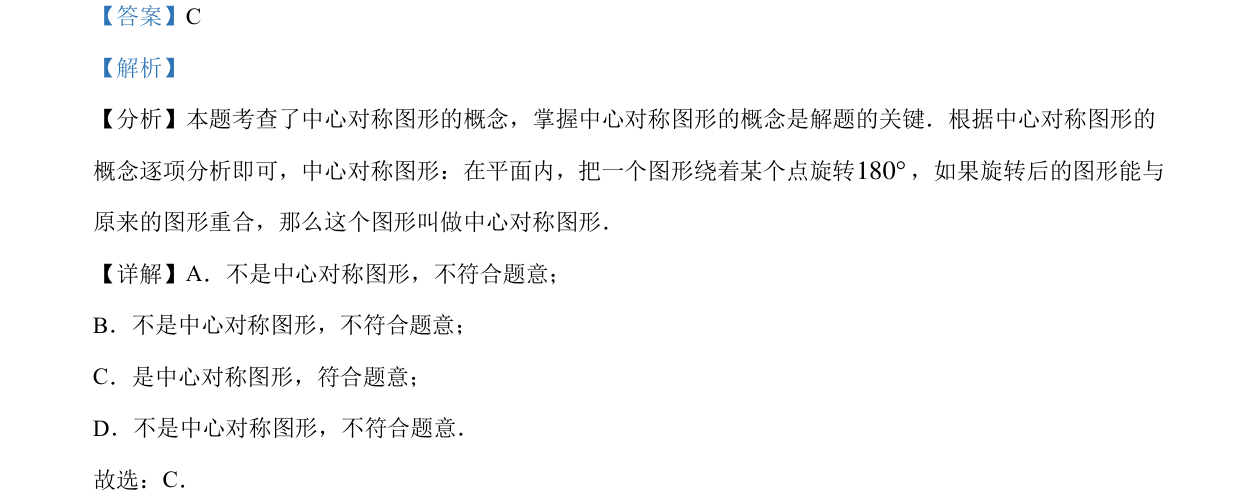 【答案】C
【解析】
【分析】本题考查了中心对称图形的概念，掌握中心对称图形的概念是解题的关键．根据中心对称图形的
概念逐项分析即可，中心对称图形：在平面内，把一个图形绕着某个点旋转180°，如果旋转后的图形能与
原来的图形重合，那么这个图形叫做中心对称图形．
【详解】A．不是中心对称图形，不符合题意；
B．不是中心对称图形，不符合题意；
C．是中心对称图形，符合题意；
D．不是中心对称图形，不符合题意．
故选：C．